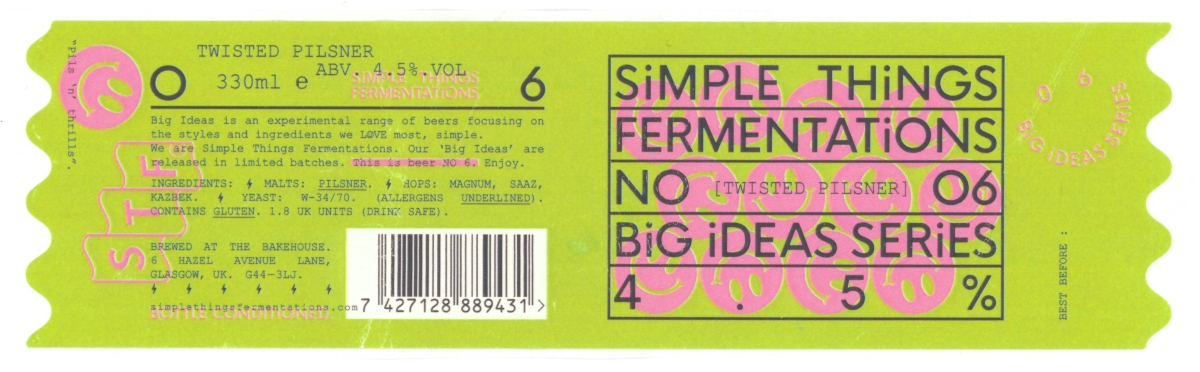 "Pils 'n' thrills".
TWISTED PILSNER
330ml e ABV. 4.5%.VOL
O 6
SiMPLE THiNGS
FERMENTATiONS
Big Ideas is an experimental range of beers focusing on
the styles and ingredients we LOVE most, simple.
We are Simple Things Fermentations. Our 'Big Ideas' are
released in limited batches. This is beer NO 6. Enjoy.
INGREDIENTS: MALTS: PILSNER. HOPS: MAGNUM, SAAZ,
KAZBEK. YEAST: W-34/70. (ALLERGENS UNDERLINED).
CONTAINS GLUTEN. 1.8 UK UNITS (DRINK SAFE).
STF
BREWED AT THE BAKEHOUSE.
6 HAZEL AVENUE LANE,
GLASGOW, UK. G44-3LJ.
simplethingsfermentations.com
BOTTLE CONDITIONED.
7 427128 889431 >
SiMPLE THiNGS
FERMENTATiONS
NO [TWISTED PILSNER] O6
BiG iDEAS SERiES
4.5%
O 6
BiG iDEAS SERiES
BEST BEFORE :